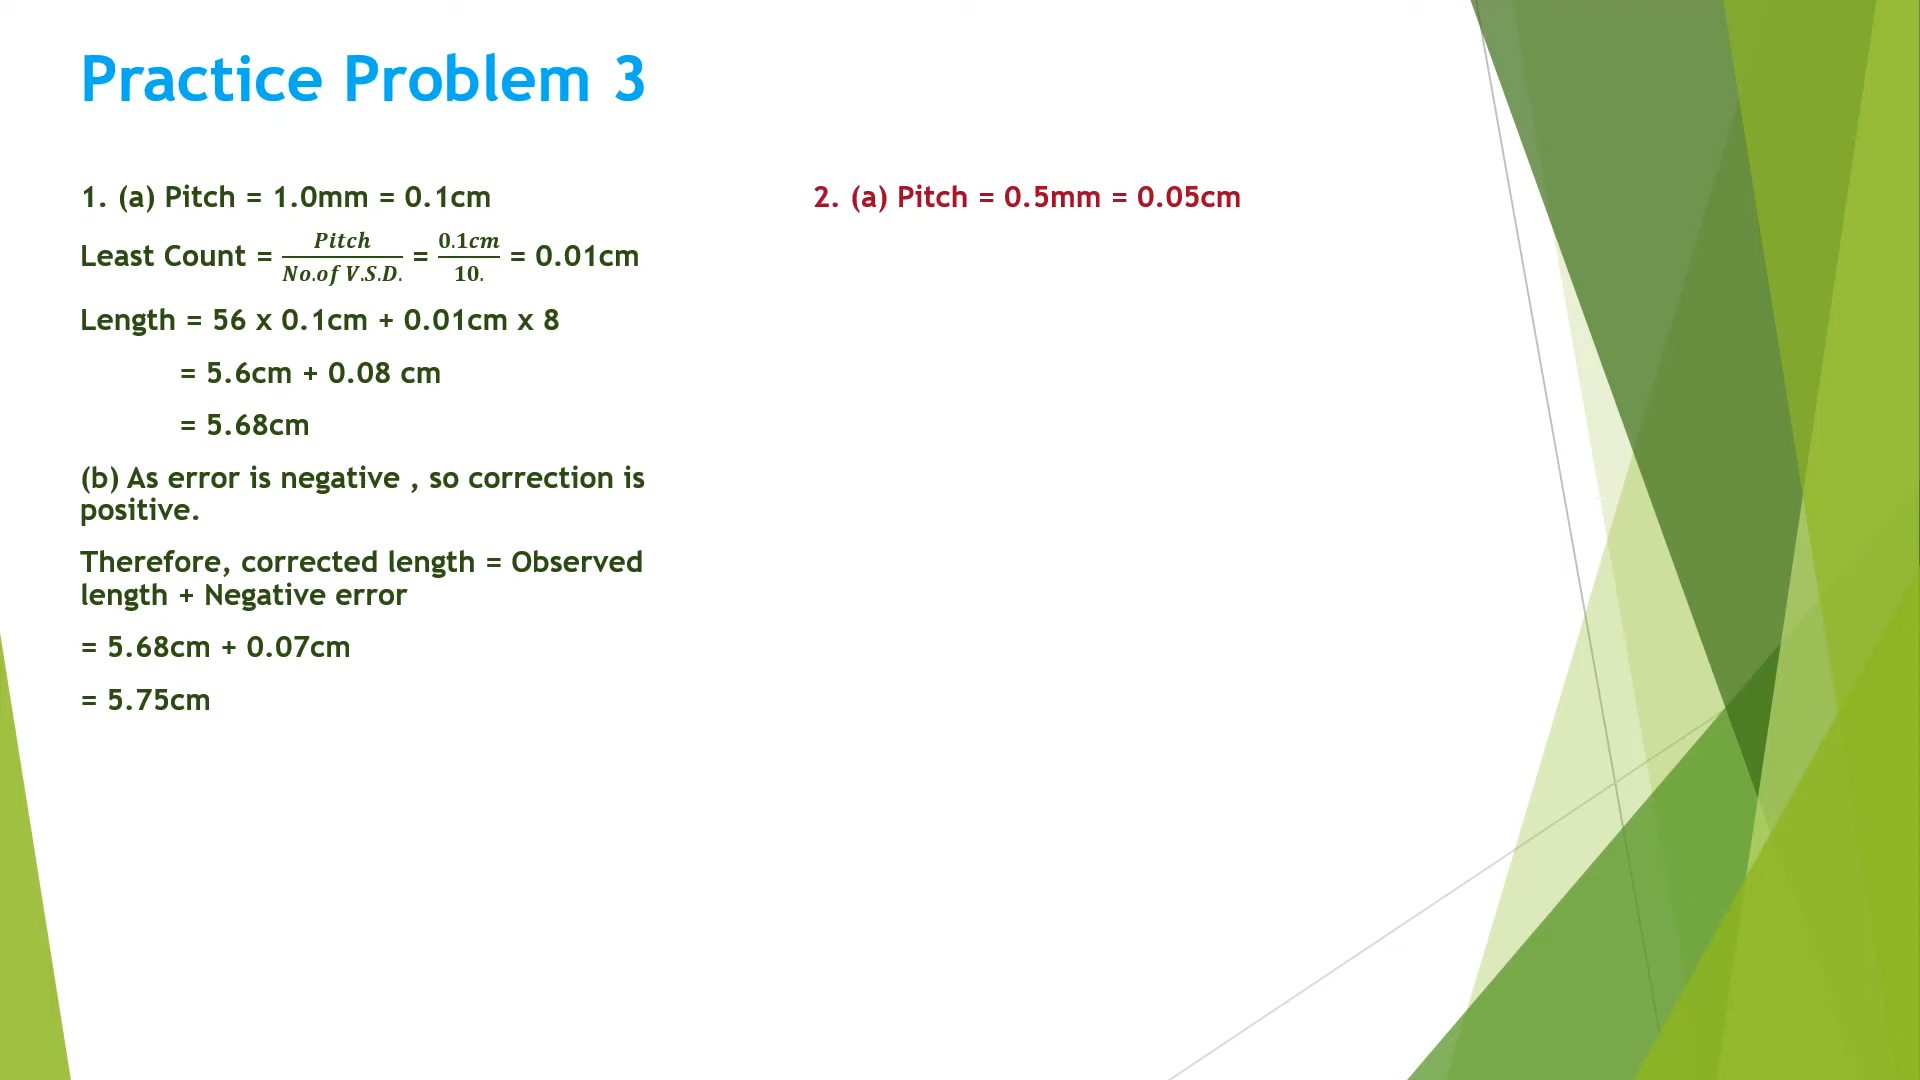 Practice Problem 3
1. (a) Pitch = 1.0mm = 0.1cm
Least Count = Pitch / No.of V.S.D. = 0.1cm / 10. = 0.01cm
Length = 56 x 0.1cm + 0.01cm x 8
= 5.6cm + 0.08 cm
= 5.68cm
(b) As error is negative , so correction is
positive.
Therefore, corrected length = Observed
length + Negative error
= 5.68cm + 0.07cm
= 5.75cm
2. (a) Pitch = 0.5mm = 0.05cm